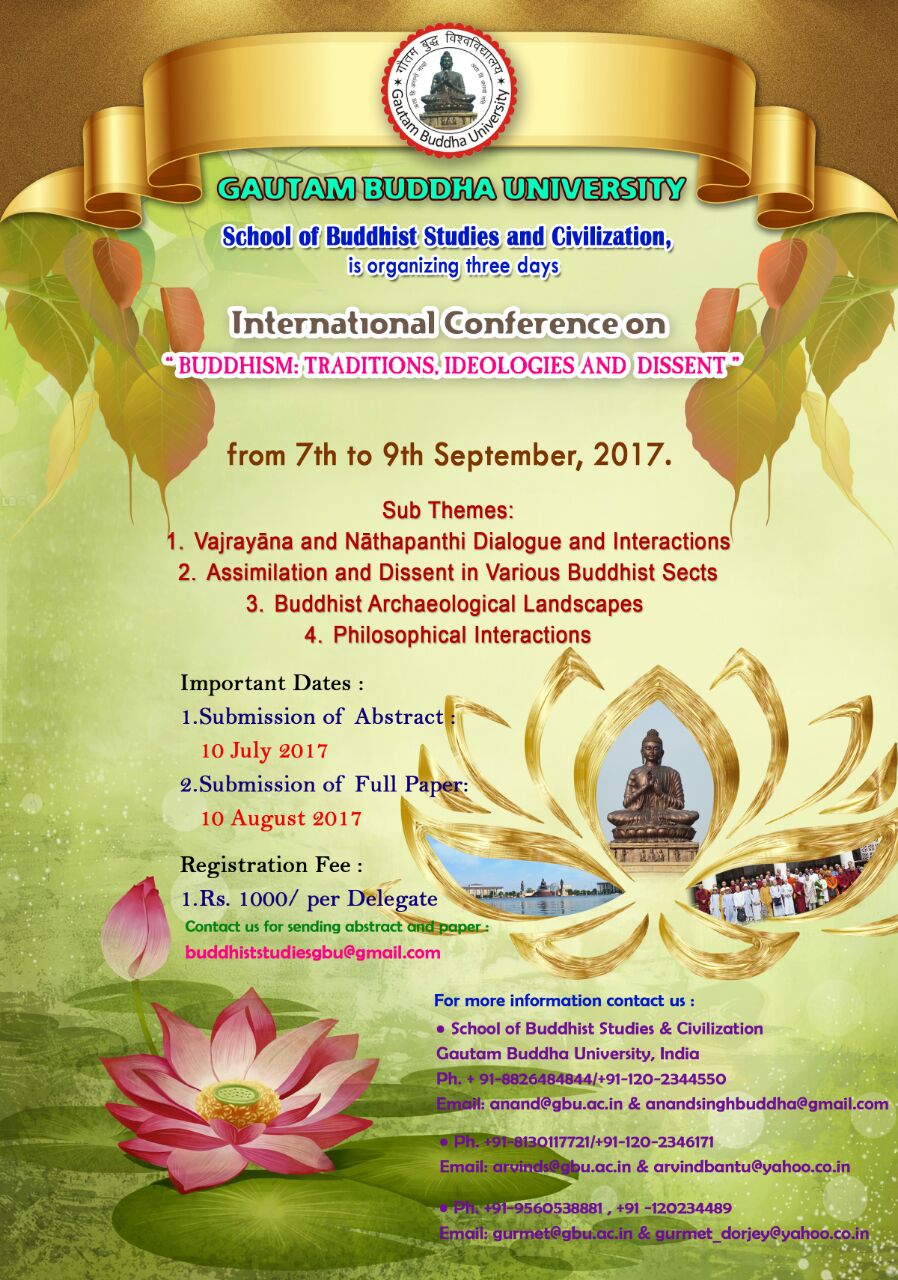 गौतम बुद्ध विश्वविद्यालय
Gautam Buddha University
GAUTAM BUDDHA UNIVERSITY
School of Buddhist Studies and Civilization,
is organizing three days
International Conference on
“ BUDDHISM: TRADITIONS, IDEOLOGIES AND DISSENT ”
from 7th to 9th September, 2017.
Sub Themes:
1. Vajrayāna and Nāthapanthi Dialogue and Interactions
2. Assimilation and Dissent in Various Buddhist Sects
3. Buddhist Archaeological Landscapes
4. Philosophical Interactions
Important Dates :
1.Submission of Abstract :
10 July 2017
2.Submission of Full Paper:
10 August 2017
Registration Fee :
1.Rs. 1000/ per Delegate
Contact us for sending abstract and paper :
buddhiststudiesgbu@gmail.com
For more information contact us :
• School of Buddhist Studies & Civilization
Gautam Buddha University, India
Ph. + 91-8826484844/+91-120-2344550
Email: anand@gbu.ac.in & anandsinghbuddha@gmail.com
• Ph. +91-8130117721/+91-120-2346171
Email: arvinds@gbu.ac.in & arvindbantu@yahoo.co.in
• Ph. +91-9560538881 , +91 -120234489
Email: gurmet@gbu.ac.in & gurmet_dorjey@yahoo.co.in